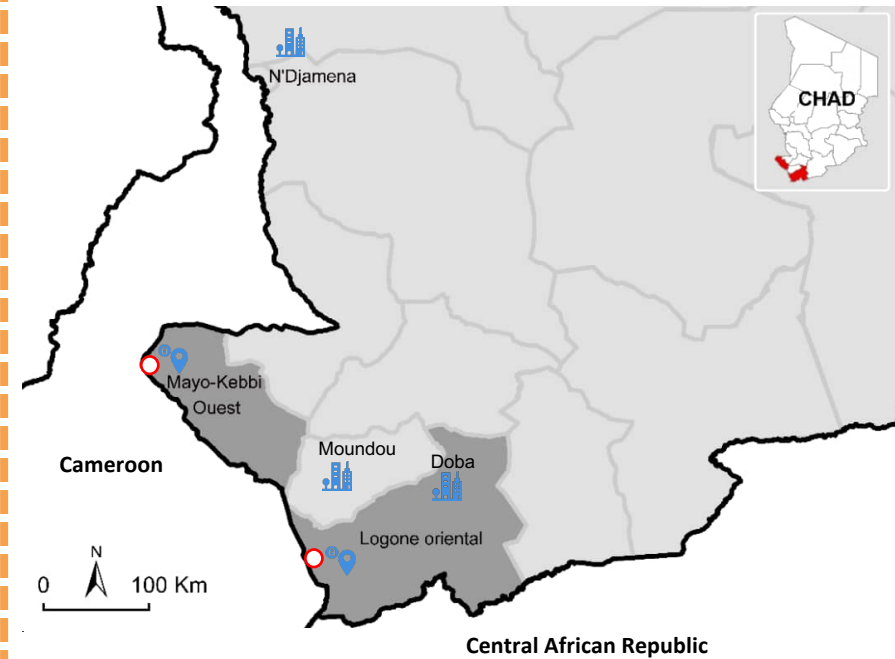 N'Djamena
CHAD
Mayo-Kebbi
Ouest
Moundou
Doba
Cameroon
Logone oriental
N
0 100 Km
Central African Republic